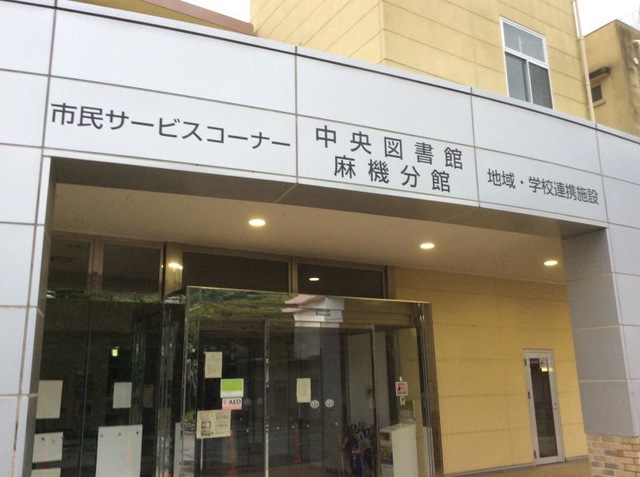 市民サービスコーナー
中央図書館
麻機分館
地域・学校連携施設
AED